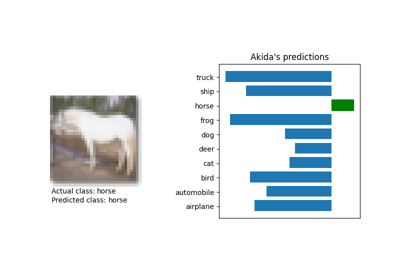 Akida's predictions
truck
ship
horse
frog
dog
deer
cat
bird
automobile
airplane
Actual class: horse
Predicted class: horse